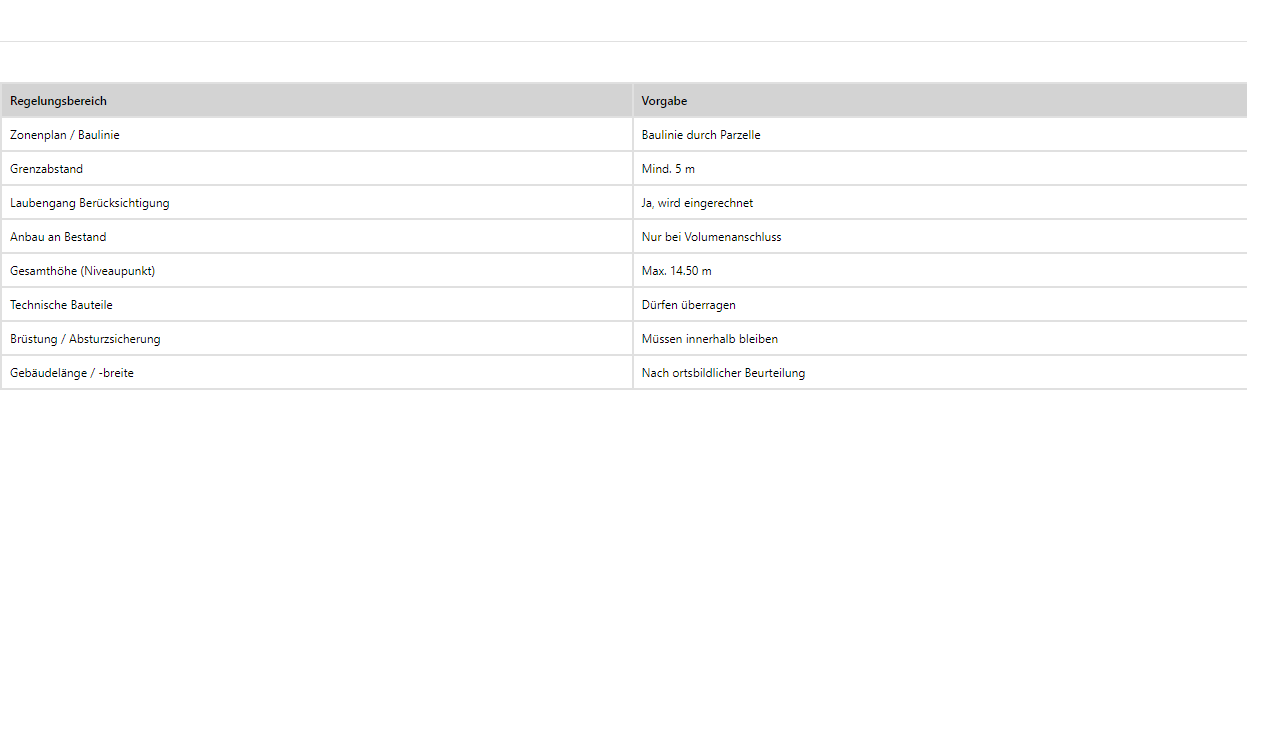 Regelungsbereich Vorgabe
Zonenplan / Baulinie Baulinie durch Parzelle
Grenzabstand Mind. 5 m
Laubengang Berücksichtigung Ja, wird eingerechnet
Anbau an Bestand Nur bei Volumenanschluss
Gesamthöhe (Niveaupunkt) Max. 14.50 m
Technische Bauteile Dürfen überragen
Brüstung / Absturzsicherung Müssen innerhalb bleiben
Gebäudelänge / -breite Nach ortsbildlicher Beurteilung